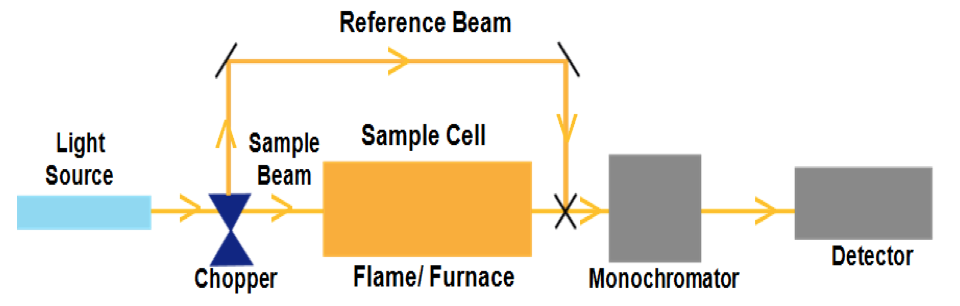 Reference Beam
Light
Source
Sample
Beam
Sample Cell
Chopper
Flame/ Furnace
Monochromator
Detector